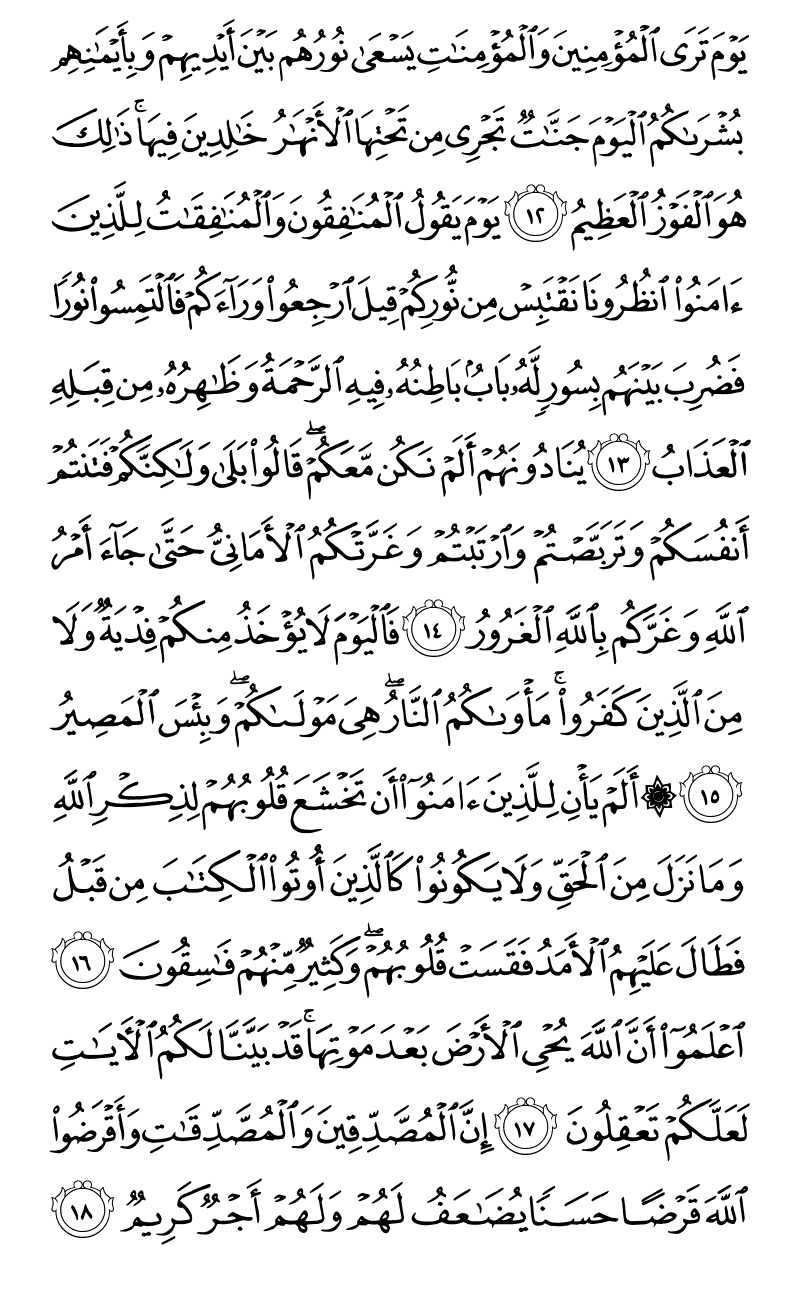 يَوْمَ تَرَى ٱلْمُؤْمِنِينَ وَٱلْمُؤْمِنَٰتِ يَسْعَىٰ نُورُهُم بَيْنَ أَيْدِيهِمْ وَبِأَيْمَٰنِهِم
بُشْرَىٰكُمُ ٱلْيَوْمَ جَنَّٰتٌ تَجْرِى مِن تَحْتِهَا ٱلْأَنْهَٰرُ خَٰلِدِينَ فِيهَا ۚ ذَٰلِكَ
هُوَ ٱلْفَوْزُ ٱلْعَظِيمُ ١٢ يَوْمَ يَقُولُ ٱلْمُنَٰفِقُونَ وَٱلْمُنَٰفِقَٰتُ لِلَّذِينَ
ءَامَنُوا۟ ٱنظُرُونَا نَقْتَبِسْ مِن نُّورِكُمْ قِيلَ ٱرْجِعُوا۟ وَرَآءَكُمْ فَٱلْتَمِسُوا۟ نُورًا
فَضُرِبَ بَيْنَهُم بِسُورٍ لَّهُۥ بَابٌۢ بَاطِنُهُۥ فِيهِ ٱلرَّحْمَةُ وَظَٰهِرُهُۥ مِن قِبَلِهِ
ٱلْعَذَابُ ١٣ يُنَادُونَهُمْ أَلَمْ نَكُن مَّعَكُمْ ۖ قَالُوا۟ بَلَىٰ وَلَٰكِنَّكُمْ فَتَنتُمْ
أَنفُسَكُمْ وَتَرَبَّصْتُمْ وَٱرْتَبْتُمْ وَغَرَّتْكُمُ ٱلْأَمَانِىُّ حَتَّىٰ جَآءَ أَمْرُ
ٱللَّهِ وَغَرَّكُم بِٱللَّهِ ٱلْغَرُورُ ١٤ فَٱلْيَوْمَ لَا يُؤْخَذُ مِنكُمْ فِدْيَةٌ وَلَا
مِنَ ٱلَّذِينَ كَفَرُوا۟ ۚ مَأْوَىٰكُمُ ٱلنَّارُ ۖ هِىَ مَوْلَىٰكُمْ ۖ وَبِئْسَ ٱلْمَصِيرُ
١٥ ۞ أَلَمْ يَأْنِ لِلَّذِينَ ءَامَنُوٓا۟ أَن تَخْشَعَ قُلُوبُهُمْ لِذِكْرِ ٱللَّهِ
وَمَا نَزَلَ مِنَ ٱلْحَقِّ وَلَا يَكُونُوا۟ كَٱلَّذِينَ أُوتُوا۟ ٱلْكِتَٰبَ مِن قَبْلُ
فَطَالَ عَلَيْهِمُ ٱلْأَمَدُ فَقَسَتْ قُلُوبُهُمْ ۖ وَكَثِيرٌ مِّنْهُمْ فَٰسِقُونَ ١٦
ٱعْلَمُوٓا۟ أَنَّ ٱللَّهَ يُحْىِ ٱلْأَرْضَ بَعْدَ مَوْتِهَا ۚ قَدْ بَيَّنَّا لَكُمُ ٱلْءَايَٰتِ
لَعَلَّكُمْ تَعْقِلُونَ ١٧ إِنَّ ٱلْمُصَّدِّقِينَ وَٱلْمُصَّدِّقَٰتِ وَأَقْرَضُوا۟
ٱللَّهَ قَرْضًا حَسَنًا يُضَٰعَفُ لَهُمْ وَلَهُمْ أَجْرٌ كَرِيمٌ ١٨